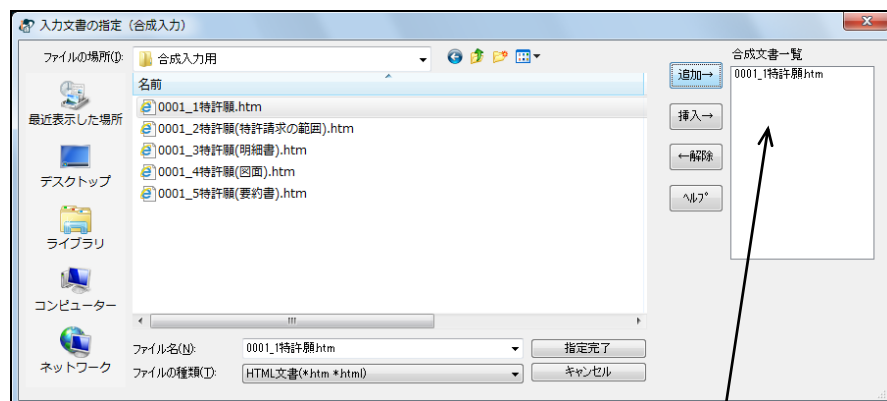 入力文書の指定（合成入力）
ファイルの場所(I):
合成入力用
合成文書一覧
名前
追加→
0001_1特許願.htm
最近表示した場所
0001_1特許願.htm
挿入→
0001_2特許願(特許請求の範囲).htm
0001_3特許願(明細書).htm
←解除
デスクトップ
0001_4特許願(図面).htm
0001_5特許願(要約書).htm
ﾍﾙﾌﾟ
ライブラリ
コンピューター
ファイル名(N):
0001_1特許願.htm
指定完了
ネットワーク
ファイルの種類(T):
HTML文書(*.htm *.html)
キャンセル